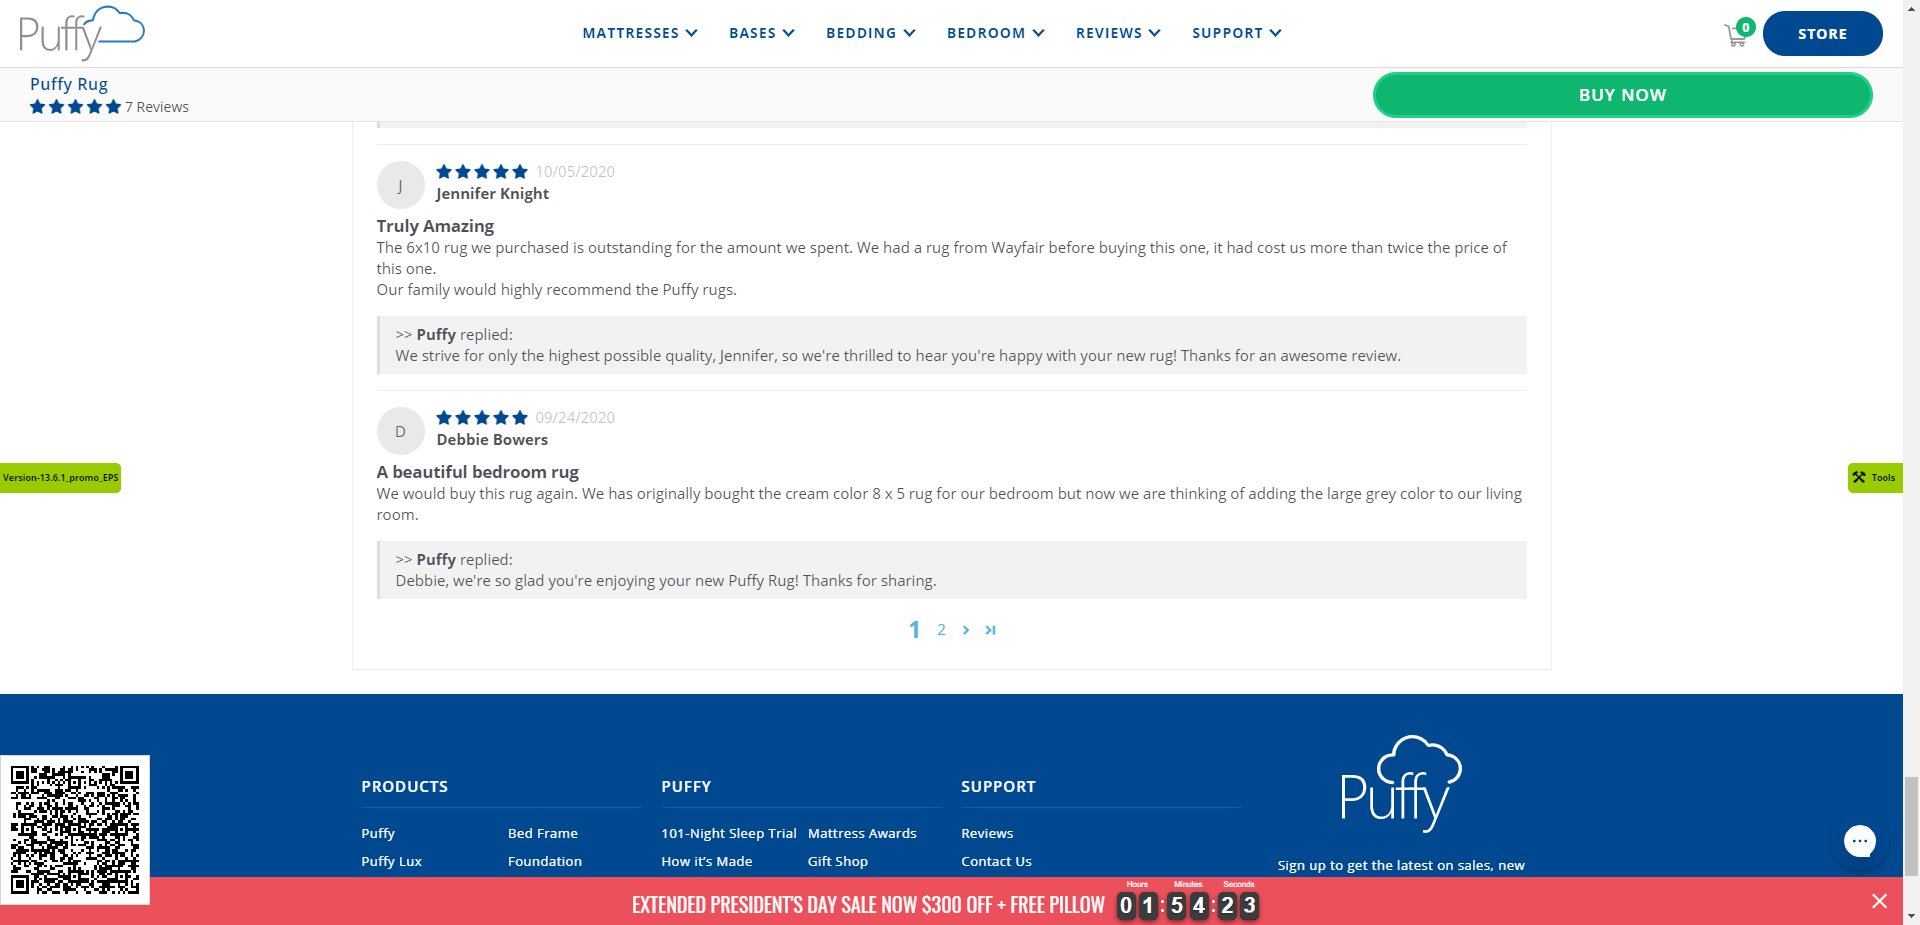 Puffy
MATTRESSES
BASES
BEDDING
BEDROOM
REVIEWS
SUPPORT
0
STORE
Puffy Rug
7 Reviews
BUY NOW
J
10/05/2020
Jennifer Knight
Truly Amazing
The 6x10 rug we purchased is outstanding for the amount we spent. We had a rug from Wayfair before buying this one, it had cost us more than twice the price of
this one.
Our family would highly recommend the Puffy rugs.
>> Puffy replied:
We strive for only the highest possible quality, Jennifer, so we're thrilled to hear you're happy with your new rug! Thanks for an awesome review.
D
09/24/2020
Debbie Bowers
A beautiful bedroom rug
We would buy this rug again. We has originally bought the cream color 8 x 5 rug for our bedroom but now we are thinking of adding the large grey color to our living
room.
>> Puffy replied:
Debbie, we're so glad you're enjoying your new Puffy Rug! Thanks for sharing.
1 2
Version-13.6.1_promo_EPS
Tools
PRODUCTS
Puffy
Bed Frame
Puffy Lux
Foundation
PUFFY
101-Night Sleep Trial
Mattress Awards
How it's Made
Gift Shop
SUPPORT
Reviews
Contact Us
Puffy
Sign up to get the latest on sales, new
EXTENDED PRESIDENT'S DAY SALE NOW $300 OFF + FREE PILLOW
Hours Minutes Seconds
01:54:23